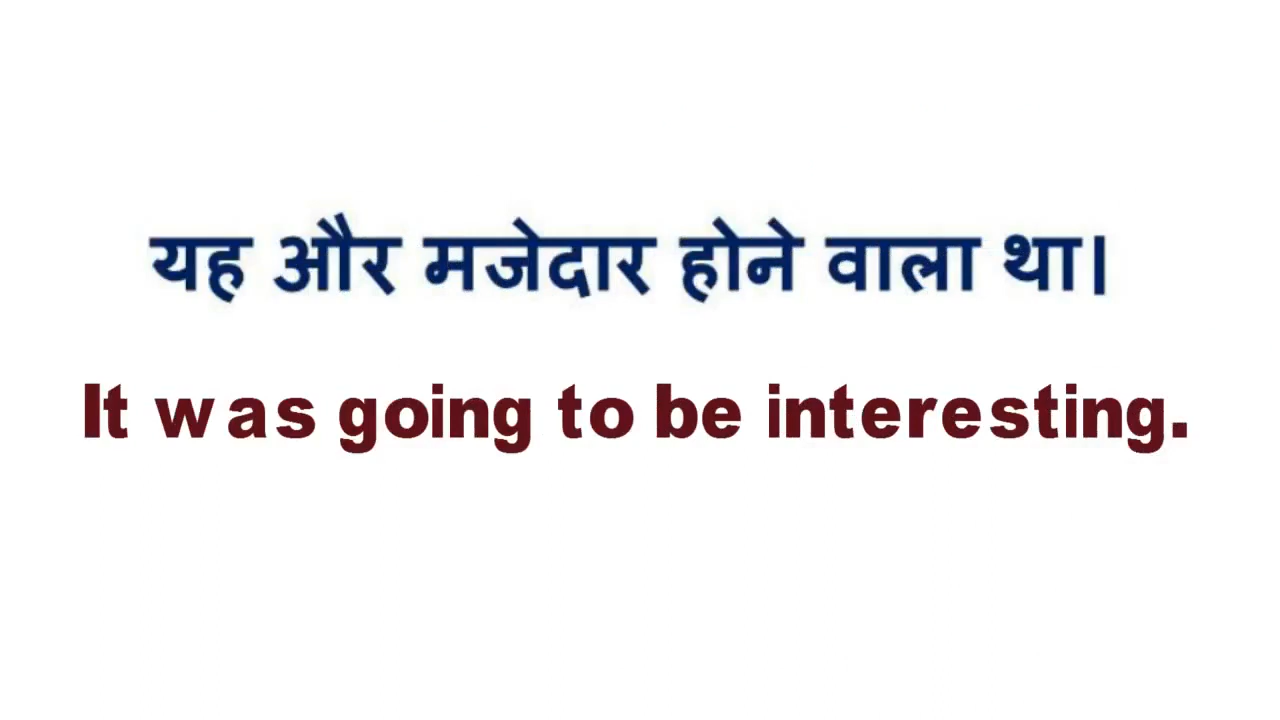 यह और मजेदार होने वाला था।
It was going to be interesting.